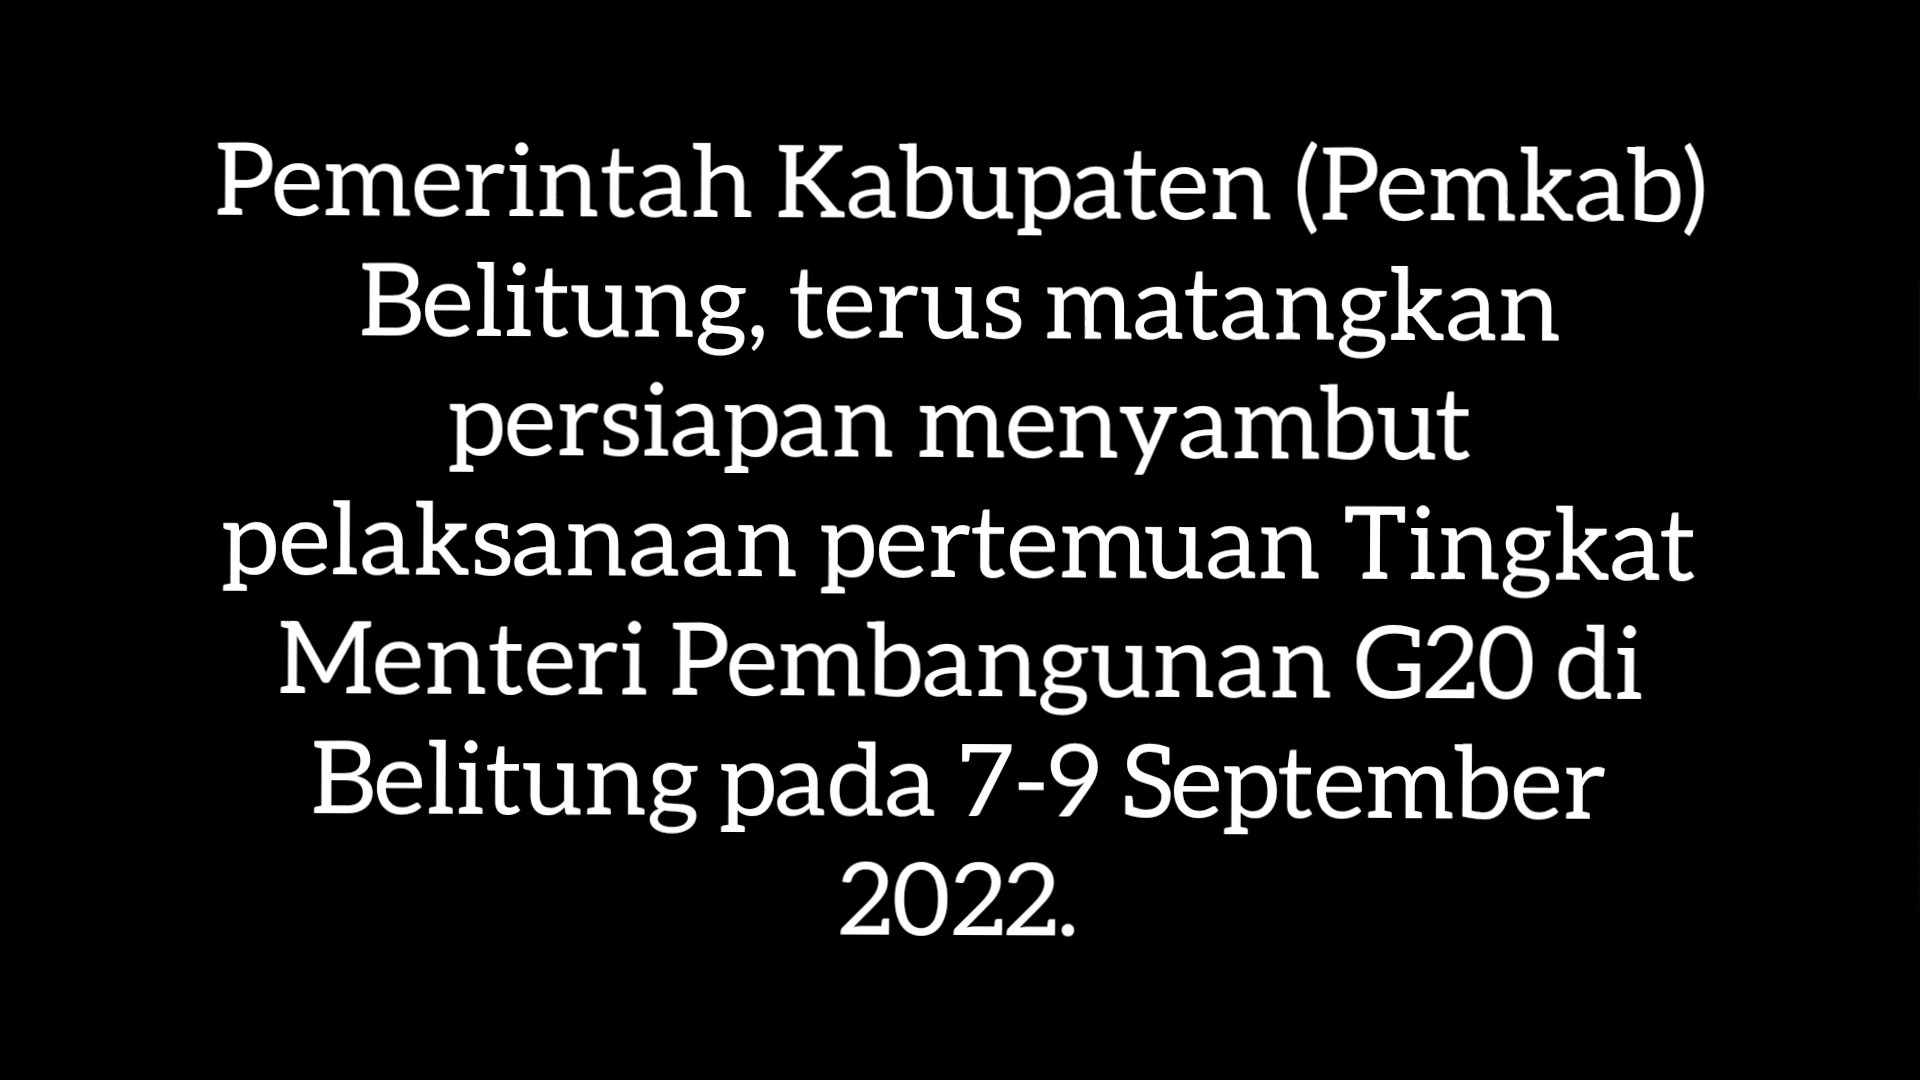 Pemerintah Kabupaten (Pemkab)
Belitung, terus matangkan
persiapan menyambut
pelaksanaan pertemuan Tingkat
Menteri Pembangunan G20 di
Belitung pada 7-9 September
2022.